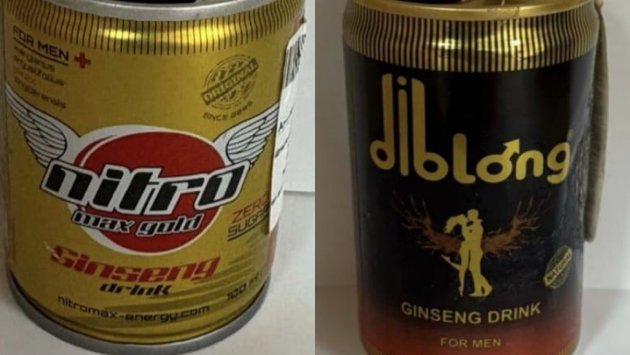 FOR MEN +
ORIGINAL
nitro
max gold
ZERO
SUGAR
Ginseng
drink
nitromax-energy.com
diblong
GINSENG DRINK
FOR MEN